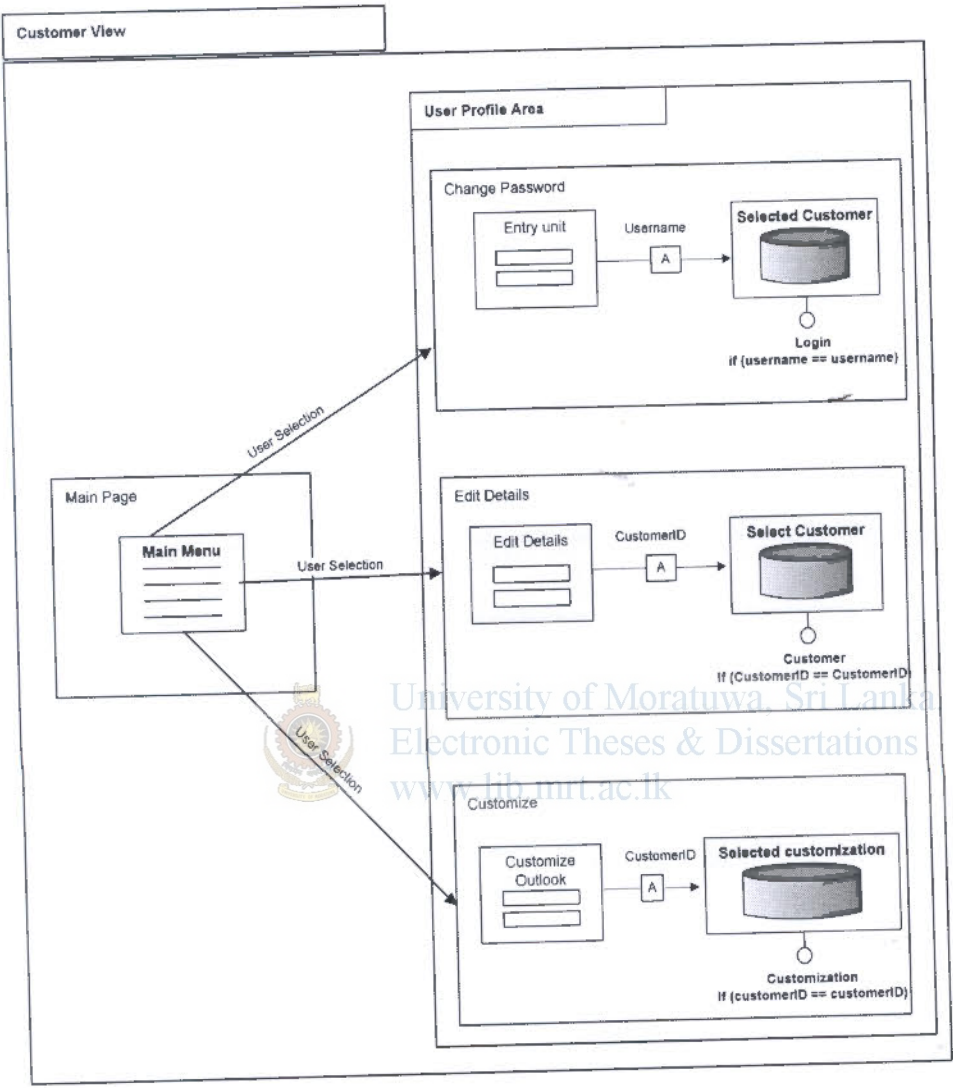 Customer View
User Profile Area
Change Password
Entry unit
Username
A
Selected Customer
Login
if (username == username)
User Selection
Main Page
Main Menu
User Selection
Edit Details
Edit Details
CustomerID
A
Select Customer
Customer
If (CustomerID == CustomerID)
User Selection
University of Moratuwa, Sri Lanka.
Electronic Theses & Dissertations
www.lib.mrt.ac.lk
Customize
Customize
Outlook
CustomerID
A
Selected customization
Customization
If (customerID == customerID)